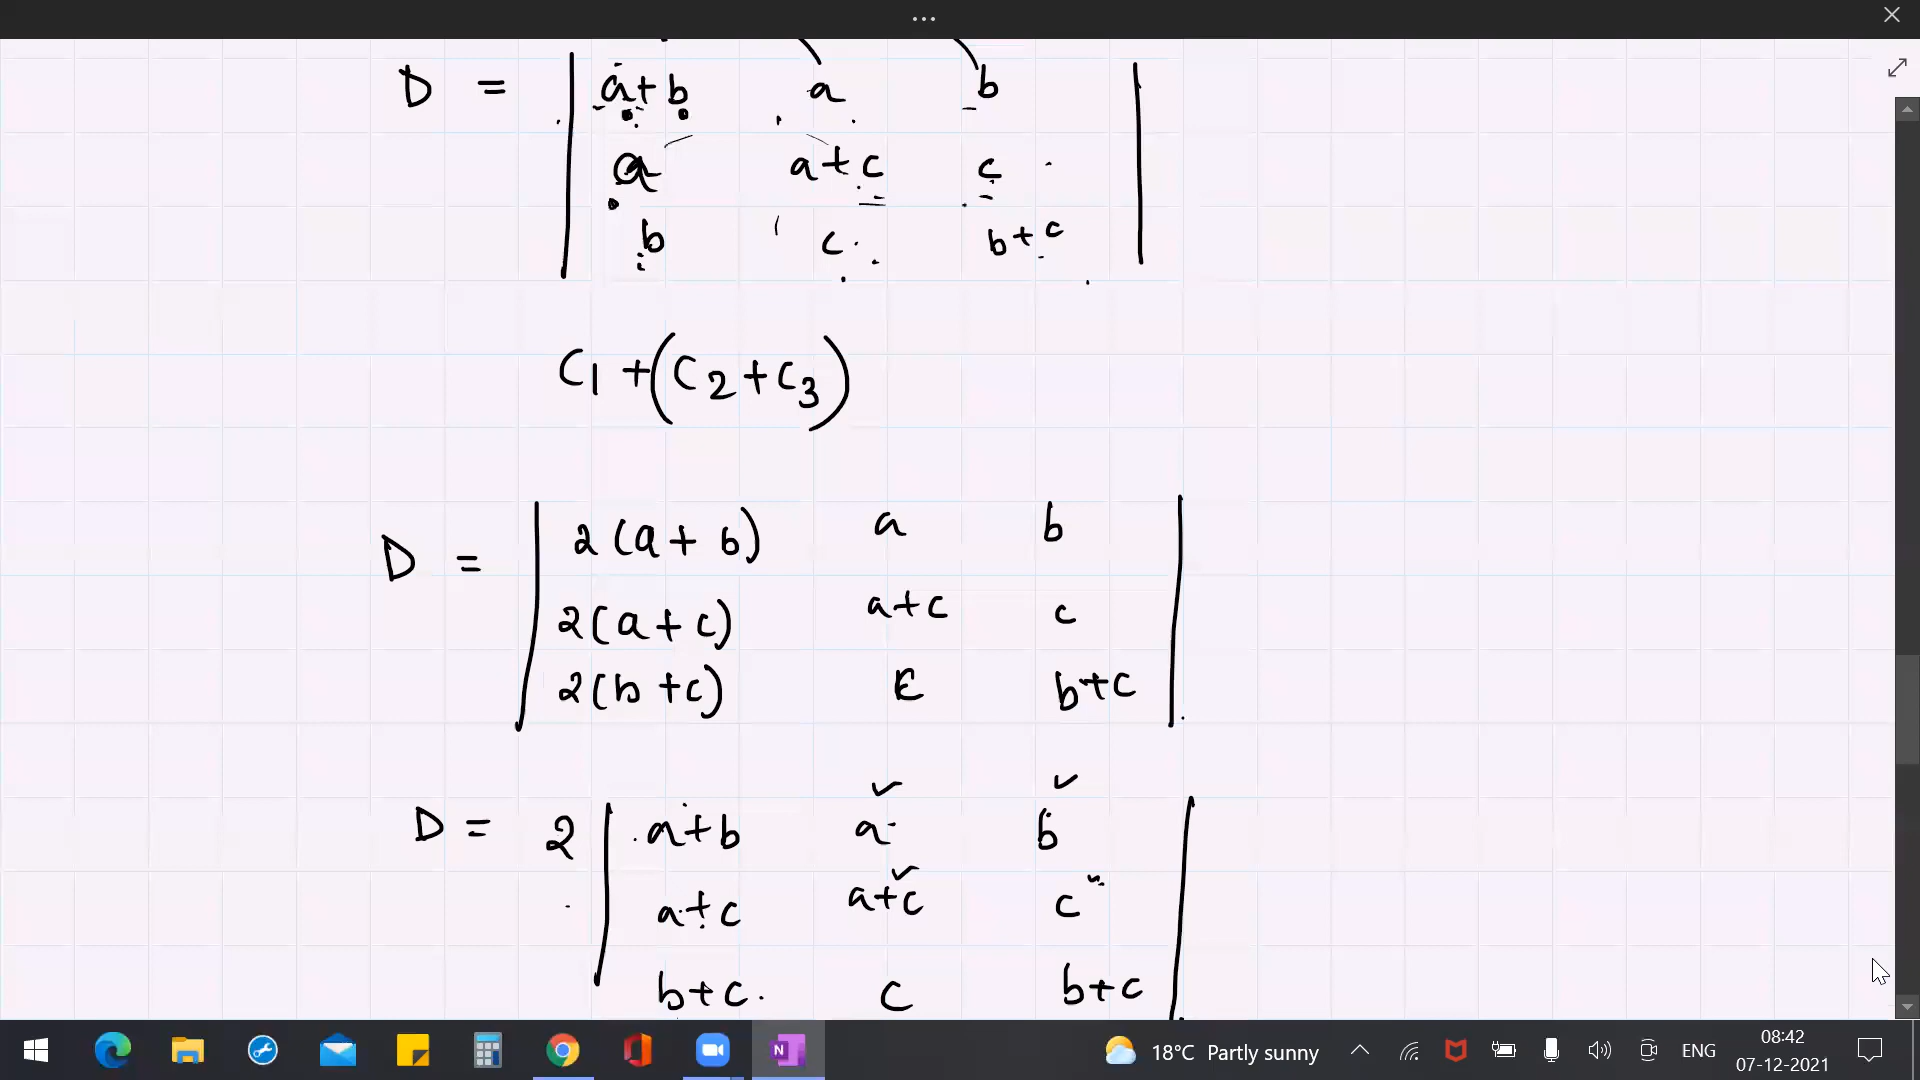 D = | a+b a b |
a a+c c
b c b+c
C1 + (C2 + C3)
D = | 2(a+b) a b |
2(a+c) a+c c
2(b+c) c b+c
D = 2 | a+b a b |
a+c a+c c
b+c. c b+c
18°C Partly sunny
ENG
08:42
07-12-2021